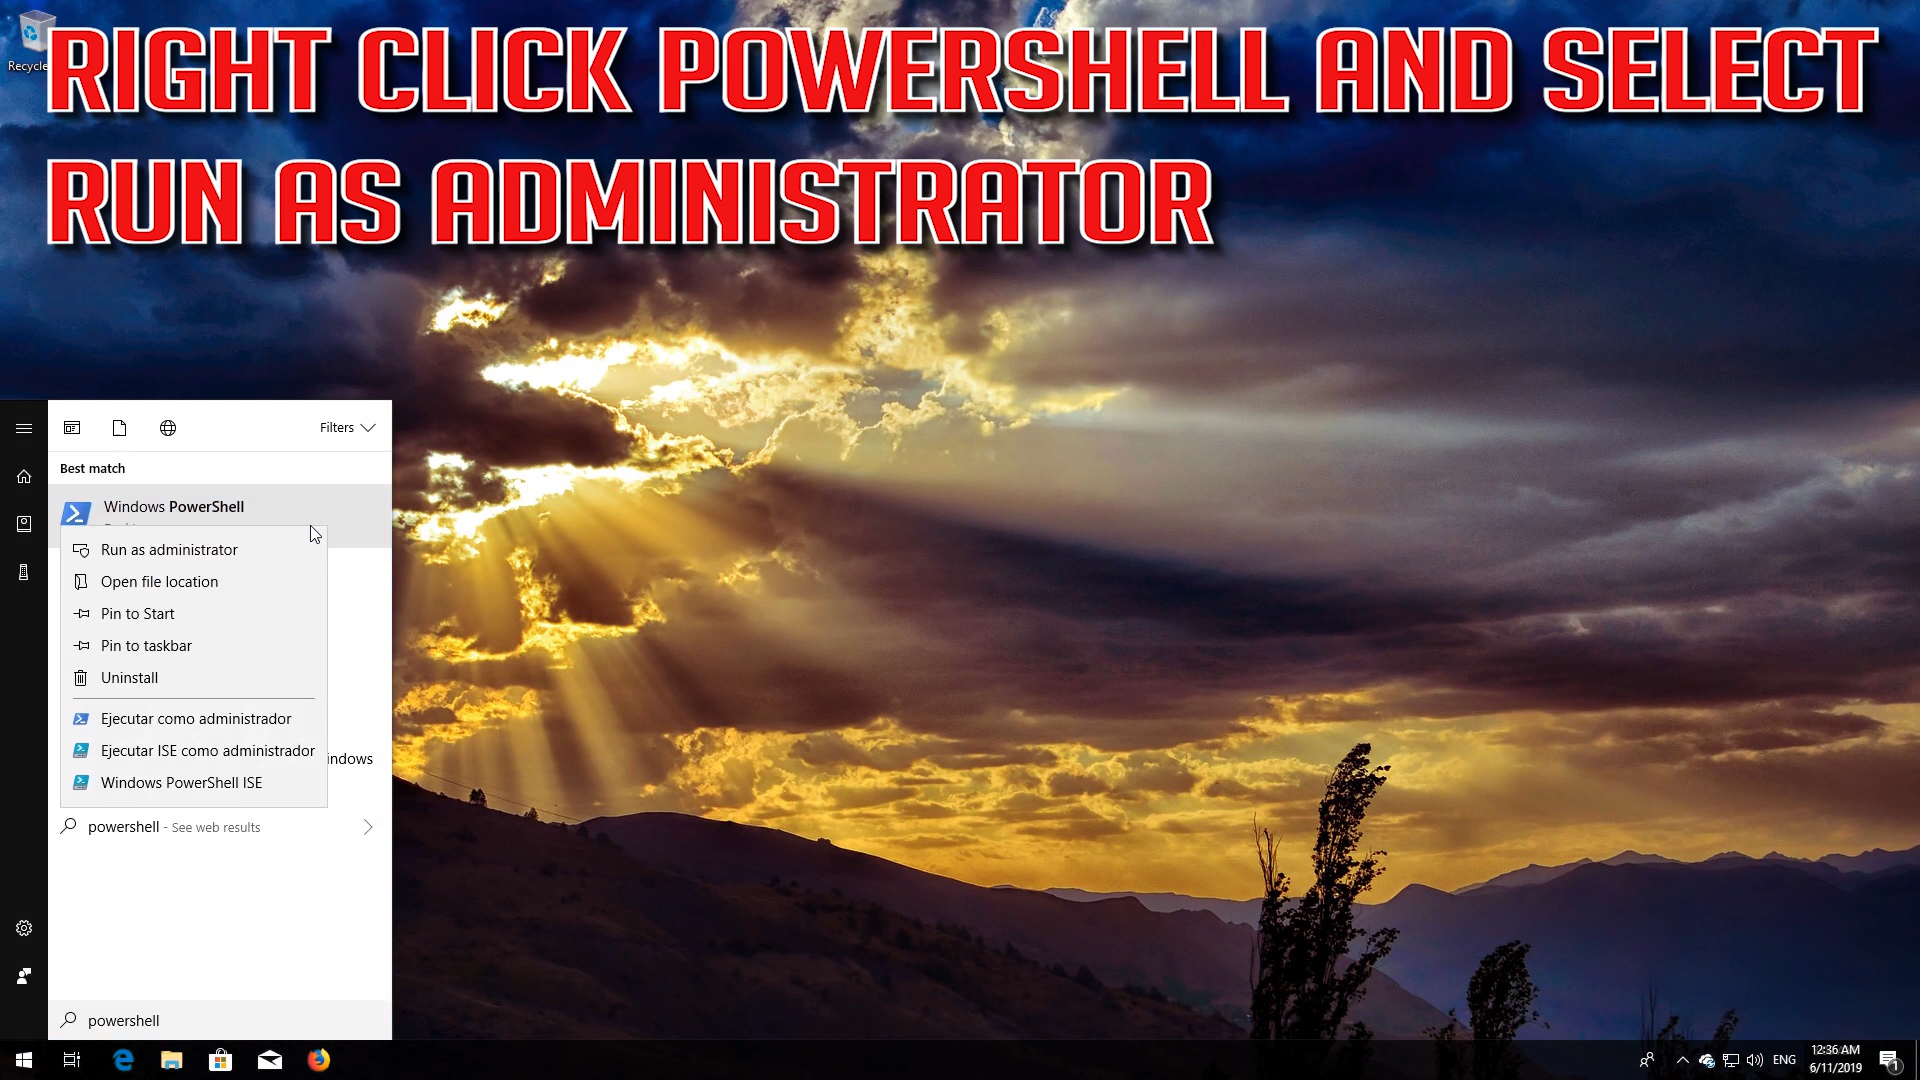 RIGHT CLICK POWERSHELL AND SELECT
RUN AS ADMINISTRATOR
Recycle
Filters
Best match
Windows PowerShell
Run as administrator
Open file location
Pin to Start
Pin to taskbar
Uninstall
Ejecutar como administrador
Ejecutar ISE como administrador
indows
Windows PowerShell ISE
powershell - See web results
powershell
ENG
12:36 AM
6/11/2019
1